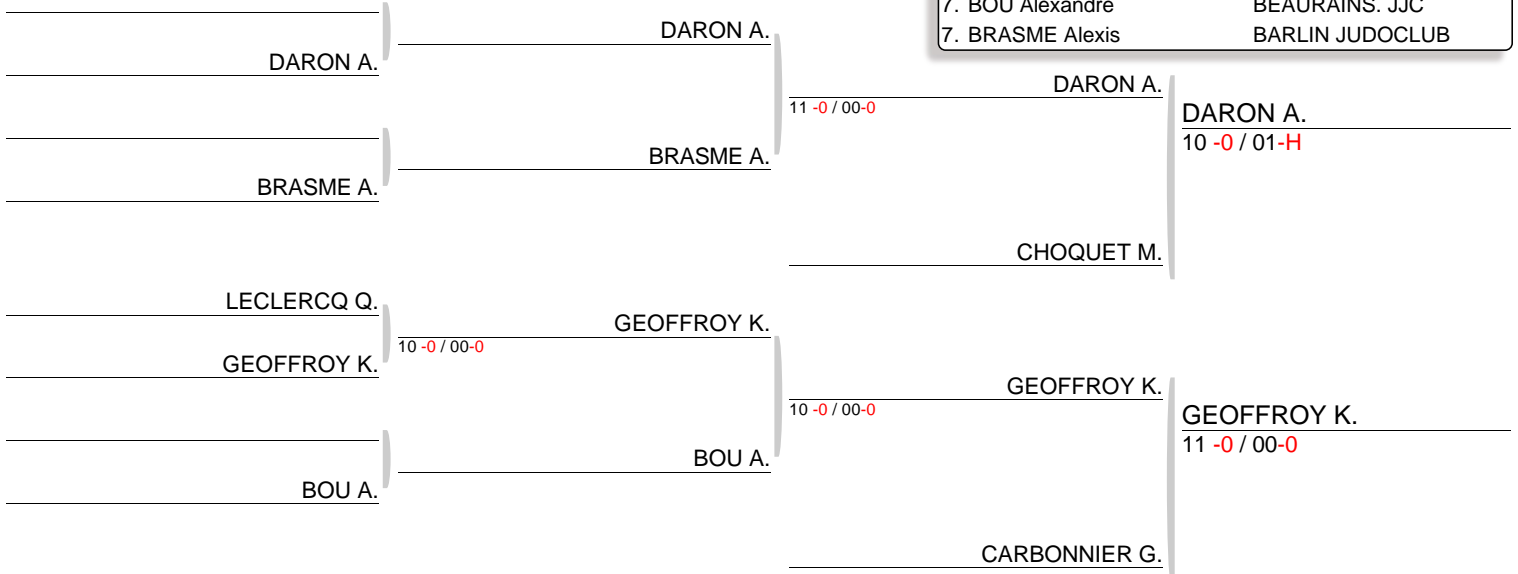 7. BOU Alexandre BEAURAINS. JJC
7. BRASME Alexis BARLIN JUDOCLUB
DARON A.
DARON A.
DARON A.
11 -0 / 00-0
DARON A.
10 -0 / 01-H
BRASME A.
BRASME A.
CHOQUET M.
LECLERCQ Q.
GEOFFROY K.
10 -0 / 00-0
GEOFFROY K.
GEOFFROY K.
10 -0 / 00-0
GEOFFROY K.
11 -0 / 00-0
BOU A.
BOU A.
CARBONNIER G.